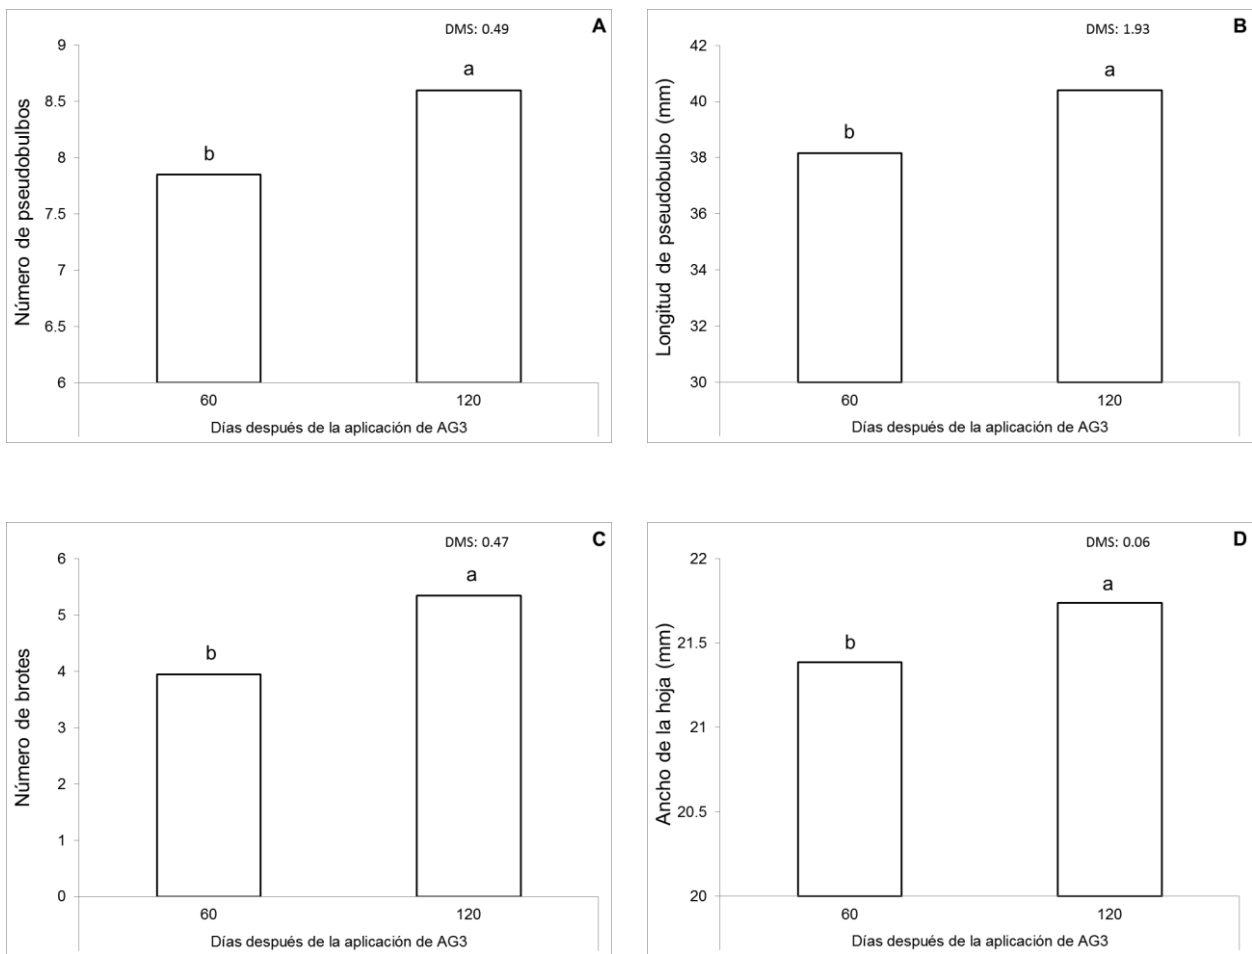 DMS: 0.49
A
9
8.5
8
7.5
7
6.5
6
Número de pseudobulbos
b
a
60
120
Días después de la aplicación de AG3
DMS: 1.93
B
42
40
38
36
34
32
30
Longitud de pseudobulbo (mm)
b
a
60
120
Días después de la aplicación de AG3
DMS: 0.47
C
6
5
4
3
2
1
0
Número de brotes
b
a
60
120
Días después de la aplicación de AG3
DMS: 0.06
D
22
21.5
21
20.5
20
Ancho de la hoja (mm)
b
a
60
120
Días después de la aplicación de AG3